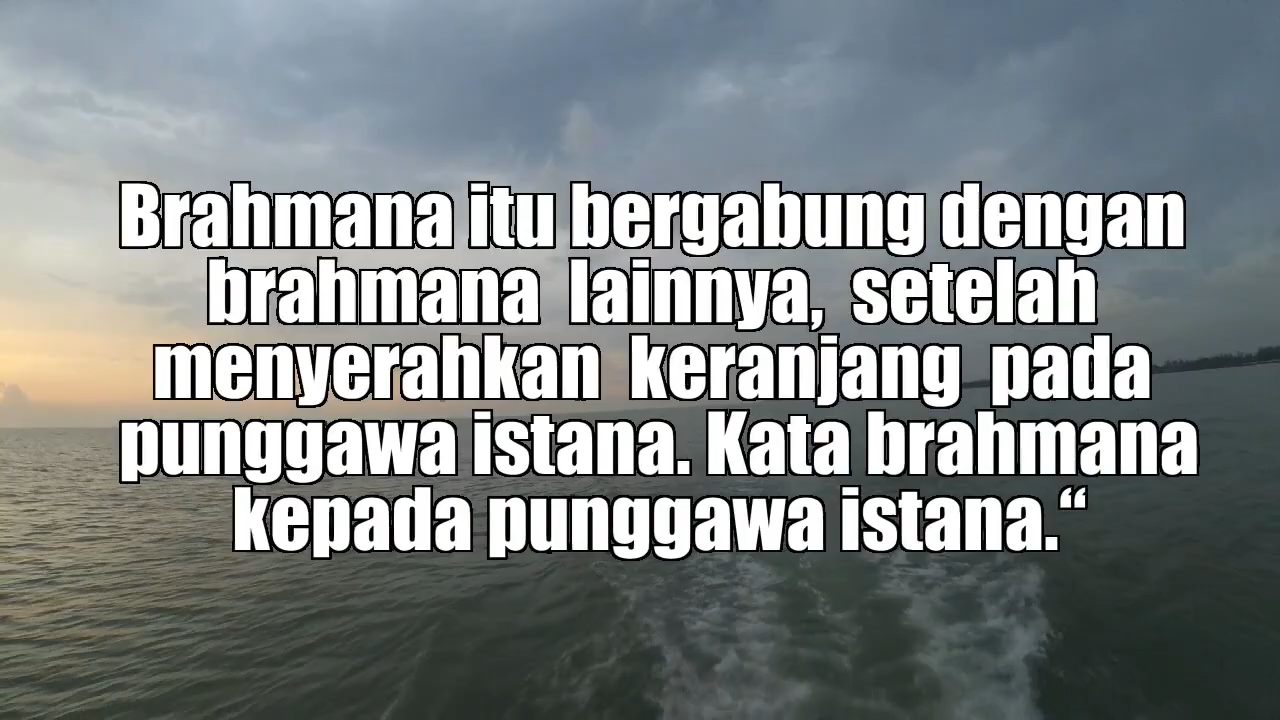 Brahmana itu bergabung dengan
brahmana lainnya, setelah
menyerahkan keranjang pada
punggawa istana. Kata brahmana
kepada punggawa istana.“